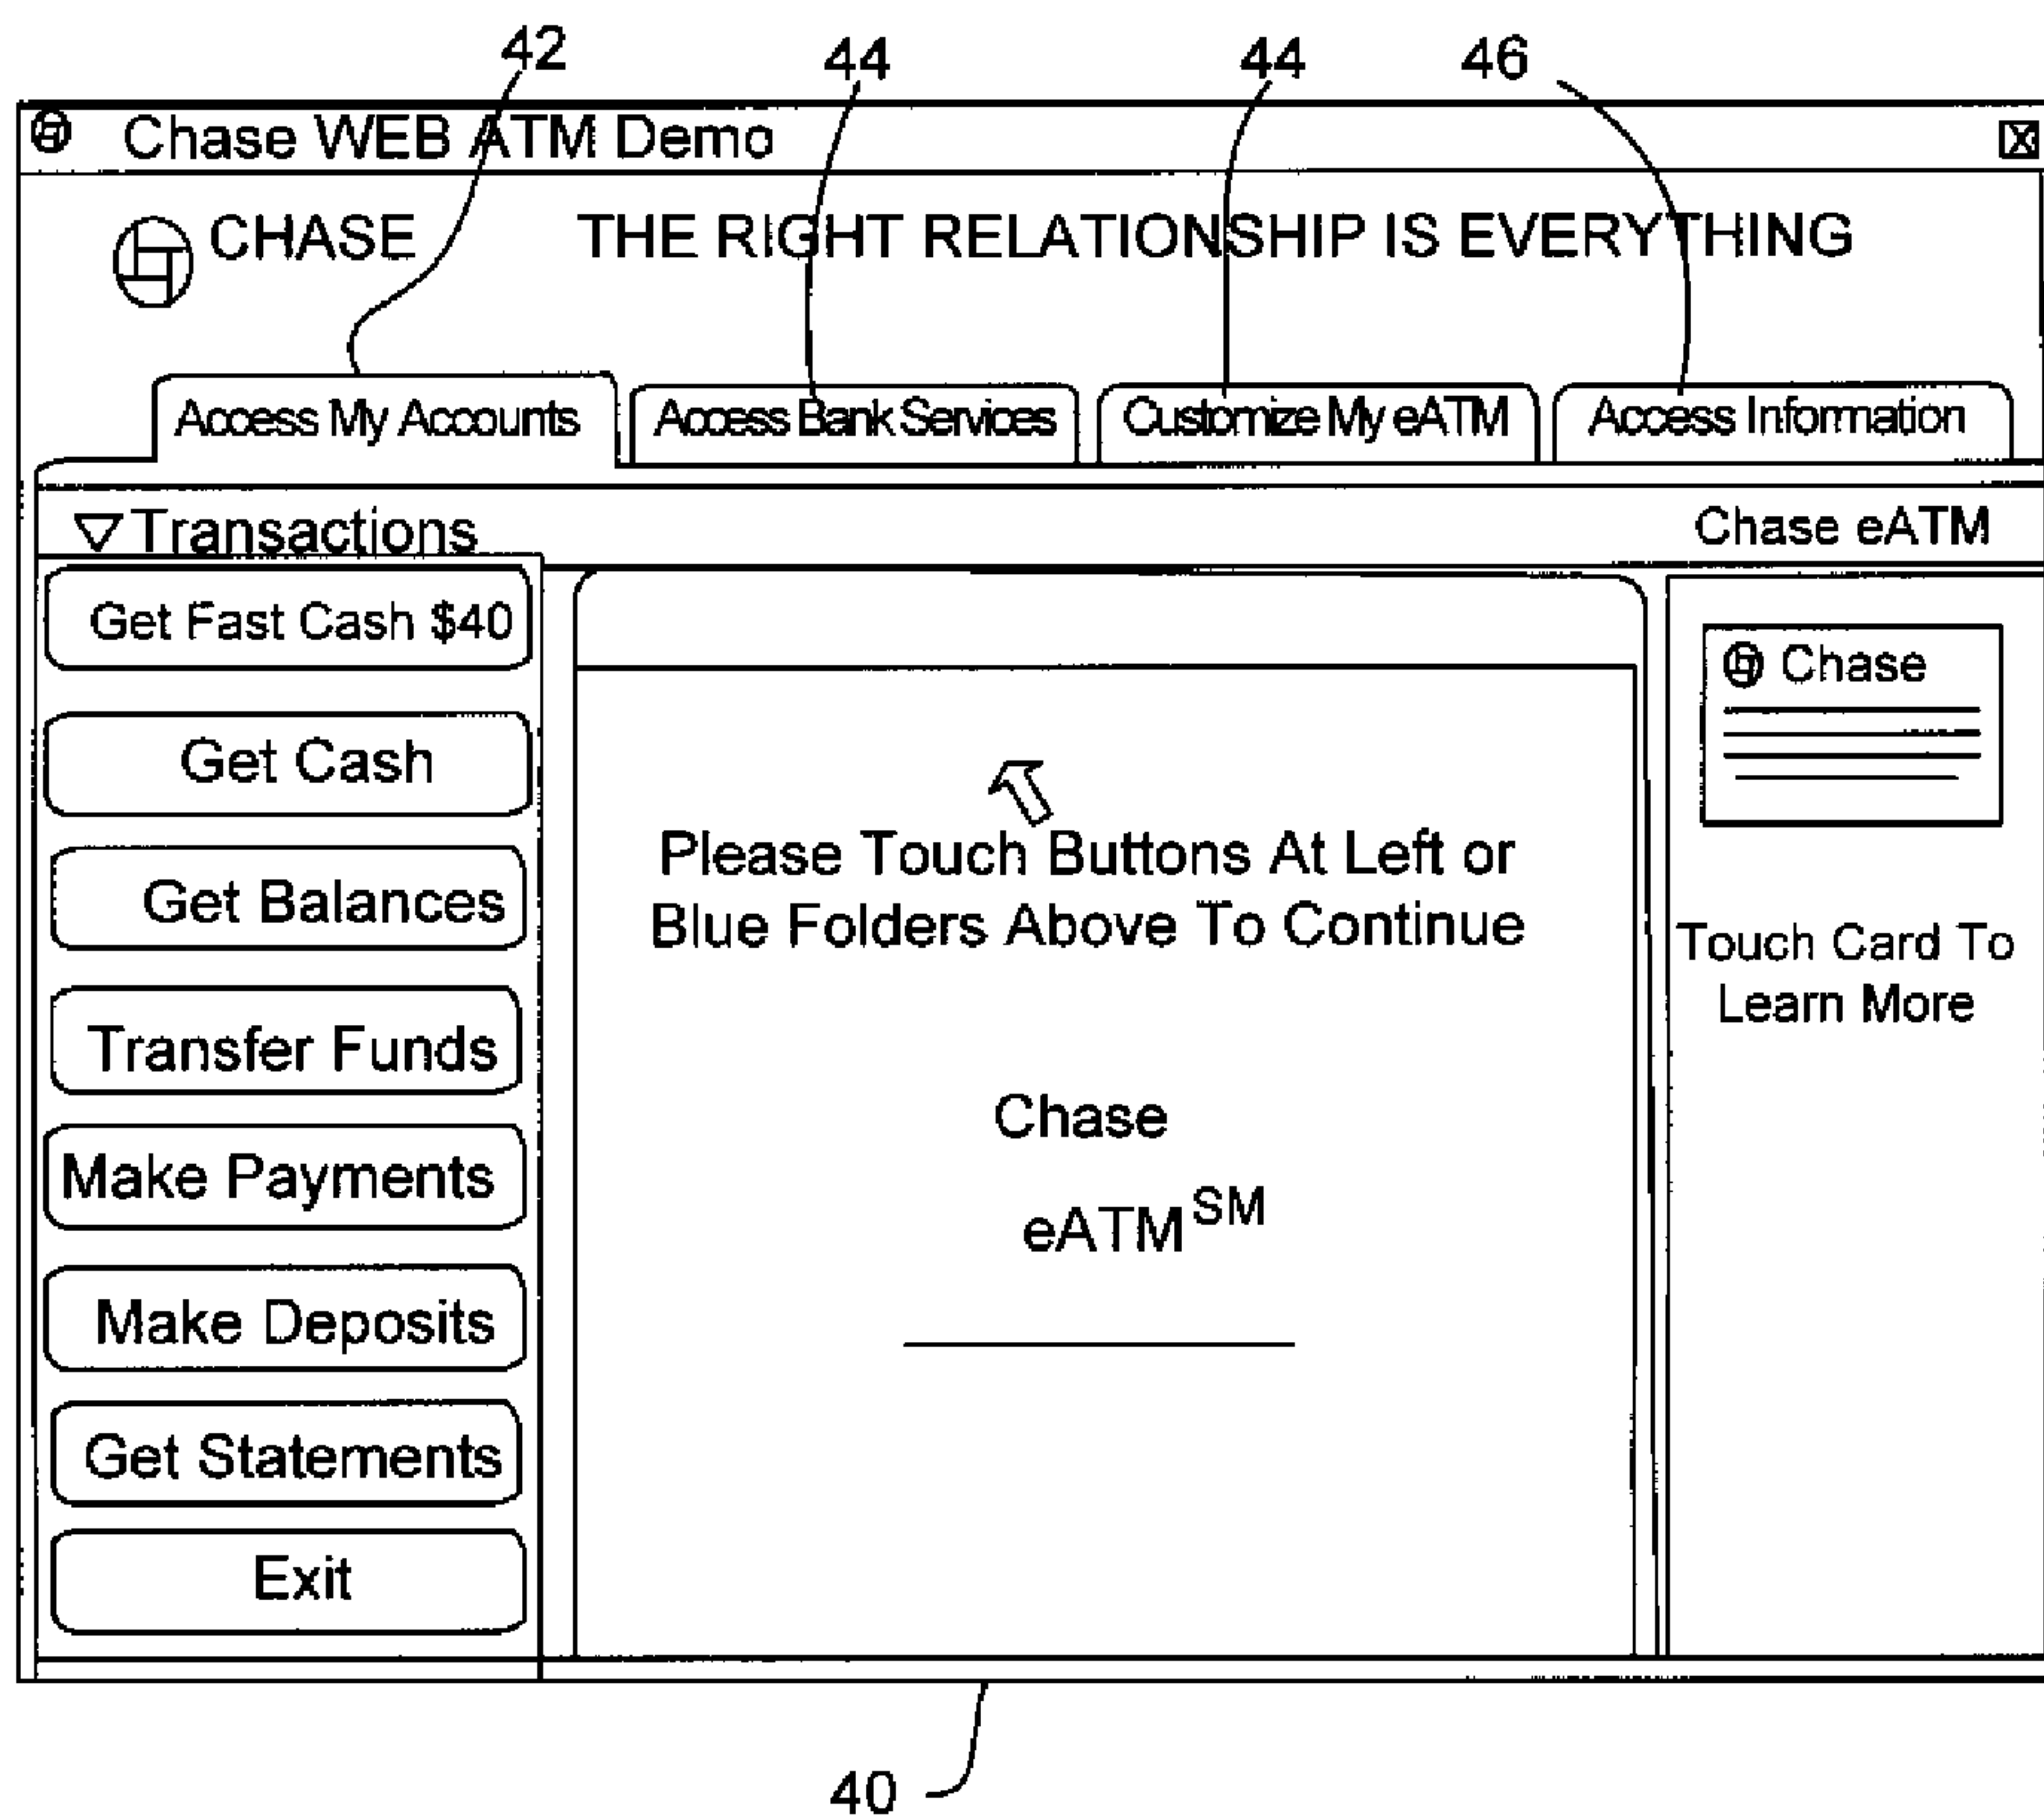 42 44 44 46
Chase WEB ATM Demo
CHASE THE RIGHT RELATIONSHIP IS EVERYTHING
Access My Accounts Access Bank Services Customize My eATM Access Information
Transactions Chase eATM
Get Fast Cash $40
Get Cash
Get Balances
Transfer Funds
Make Payments
Make Deposits
Get Statements
Exit
Please Touch Buttons At Left or
Blue Folders Above To Continue
Chase
eATM SM
Chase
Touch Card To
Learn More
40